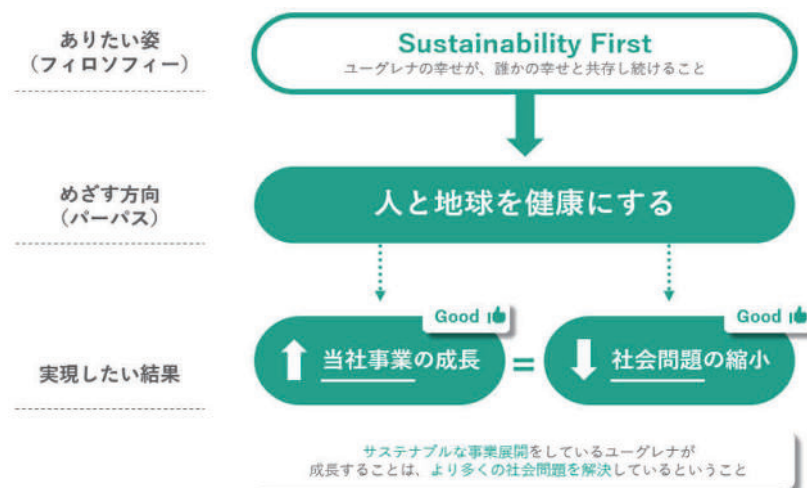 ありたい姿
(フィロソフィー)
Sustainability First
ユーグレナの幸せが、誰かの幸せと共存し続けること
めざす方向
(パーパス)
人と地球を健康にする
実現したい結果
Good
当社事業の成長
=
Good
社会問題の縮小
サステナブルな事業展開をしているユーグレナが
成長することは、より多くの社会問題を解決しているということ